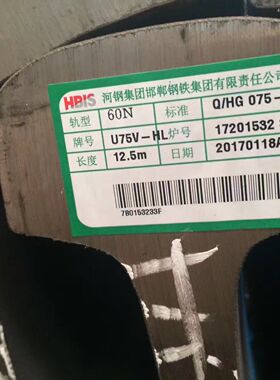 HBIS 河钢集团邯郸钢铁集团有限责任公
轨型 60N 标准 Q/HG 075-
牌号 U75V-HL 炉号 17201532
长度 12.5m 日期 20170118A
780153233F